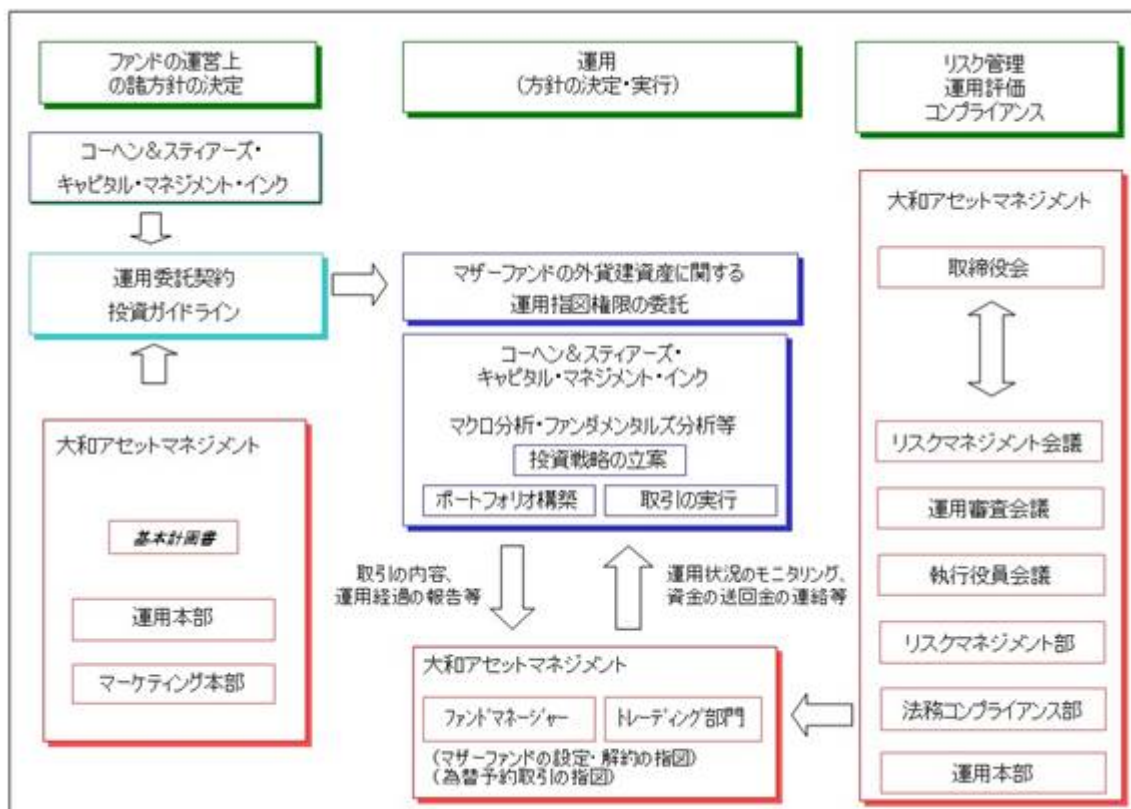 ファンドの運営上
の諸方針の決定
運用
(方針の決定・実行)
リスク管理
運用評価
コンプライアンス
コーヘン&スティアーズ・
キャピタル・マネジメント・インク
運用委託契約
投資ガイドライン
マザーファンドの外貨建資産に関する
運用指図権限の委託
コーヘン&スティアーズ・
キャピタル・マネジメント・インク
マクロ分析・ファンダメンタルズ分析等
投資戦略の立案
ポートフォリオ構築
取引の実行
大和アセットマネジメント
基本計画書
運用本部
マーケティング本部
取引の内容、
運用経過の報告等
運用状況のモニタリング、
資金の送回金の連絡等
大和アセットマネジメント
ファンドマネージャー
トレーディング部門
(マザーファンドの設定・解約の指図)
(為替予約取引の指図)
大和アセットマネジメント
取締役会
リスクマネジメント会議
運用審査会議
執行役員会議
リスクマネジメント部
法務コンプライアンス部
運用本部